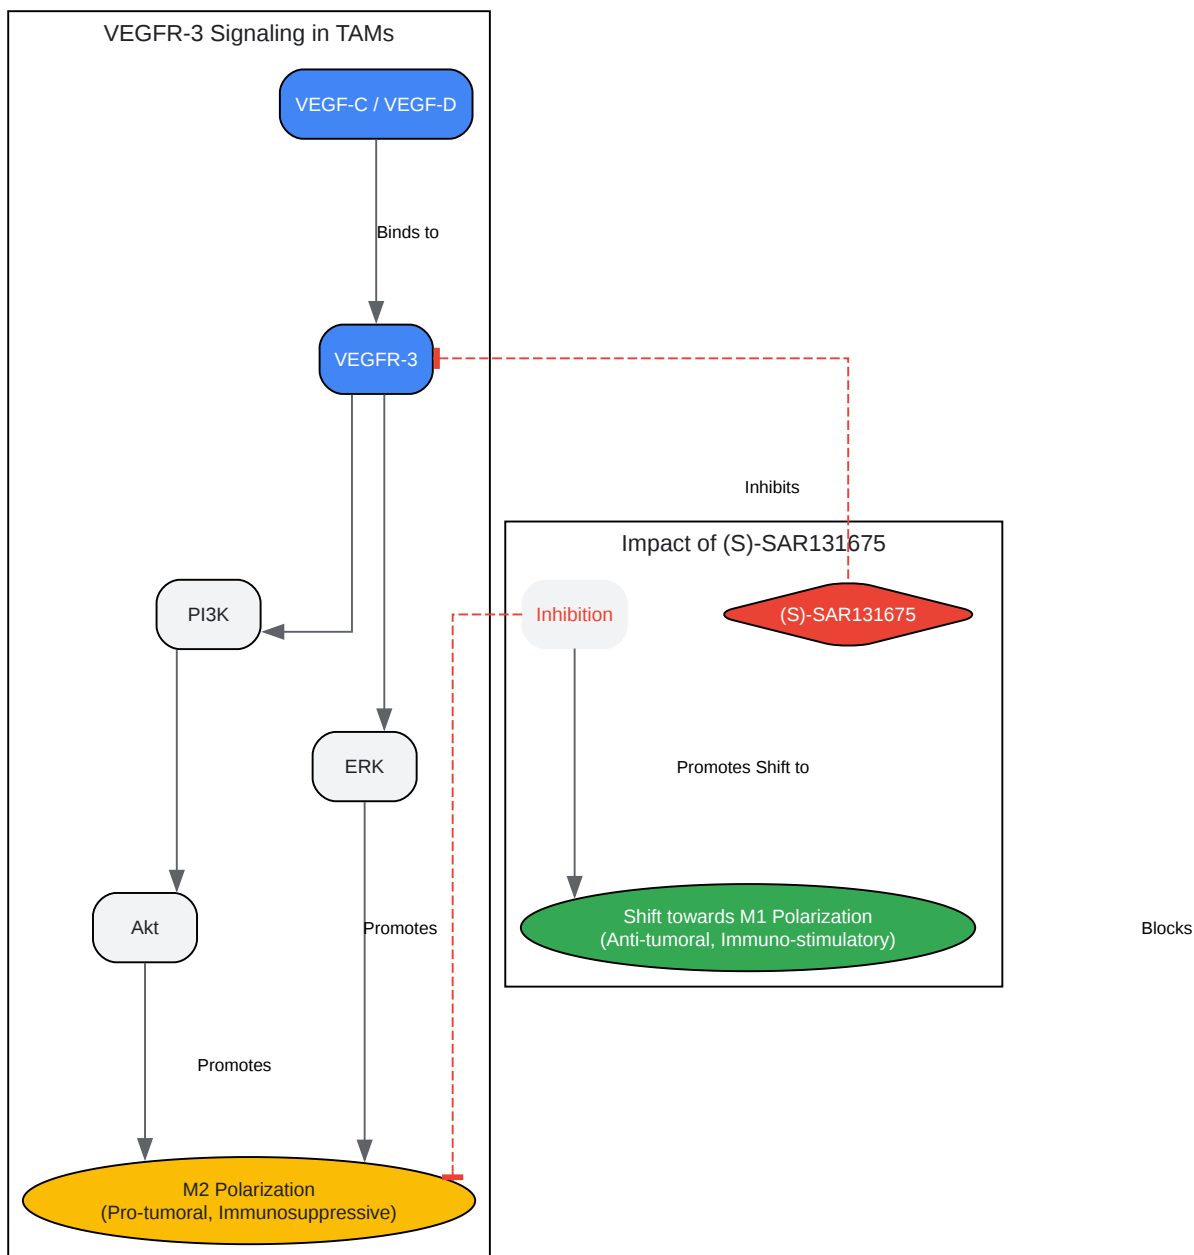 VEGFR-3 Signaling in TAMs
VEGF-C / VEGF-D
Binds to
VEGFR-3
Inhibits
Impact of (S)-SAR131675
PI3K
Inhibition
(S)-SAR131675
ERK
Promotes Shift to
Akt
Promotes
Shift towards M1 Polarization
(Anti-tumoral, Immuno-stimulatory)
Blocks
Promotes
M2 Polarization
(Pro-tumoral, Immunosuppressive)